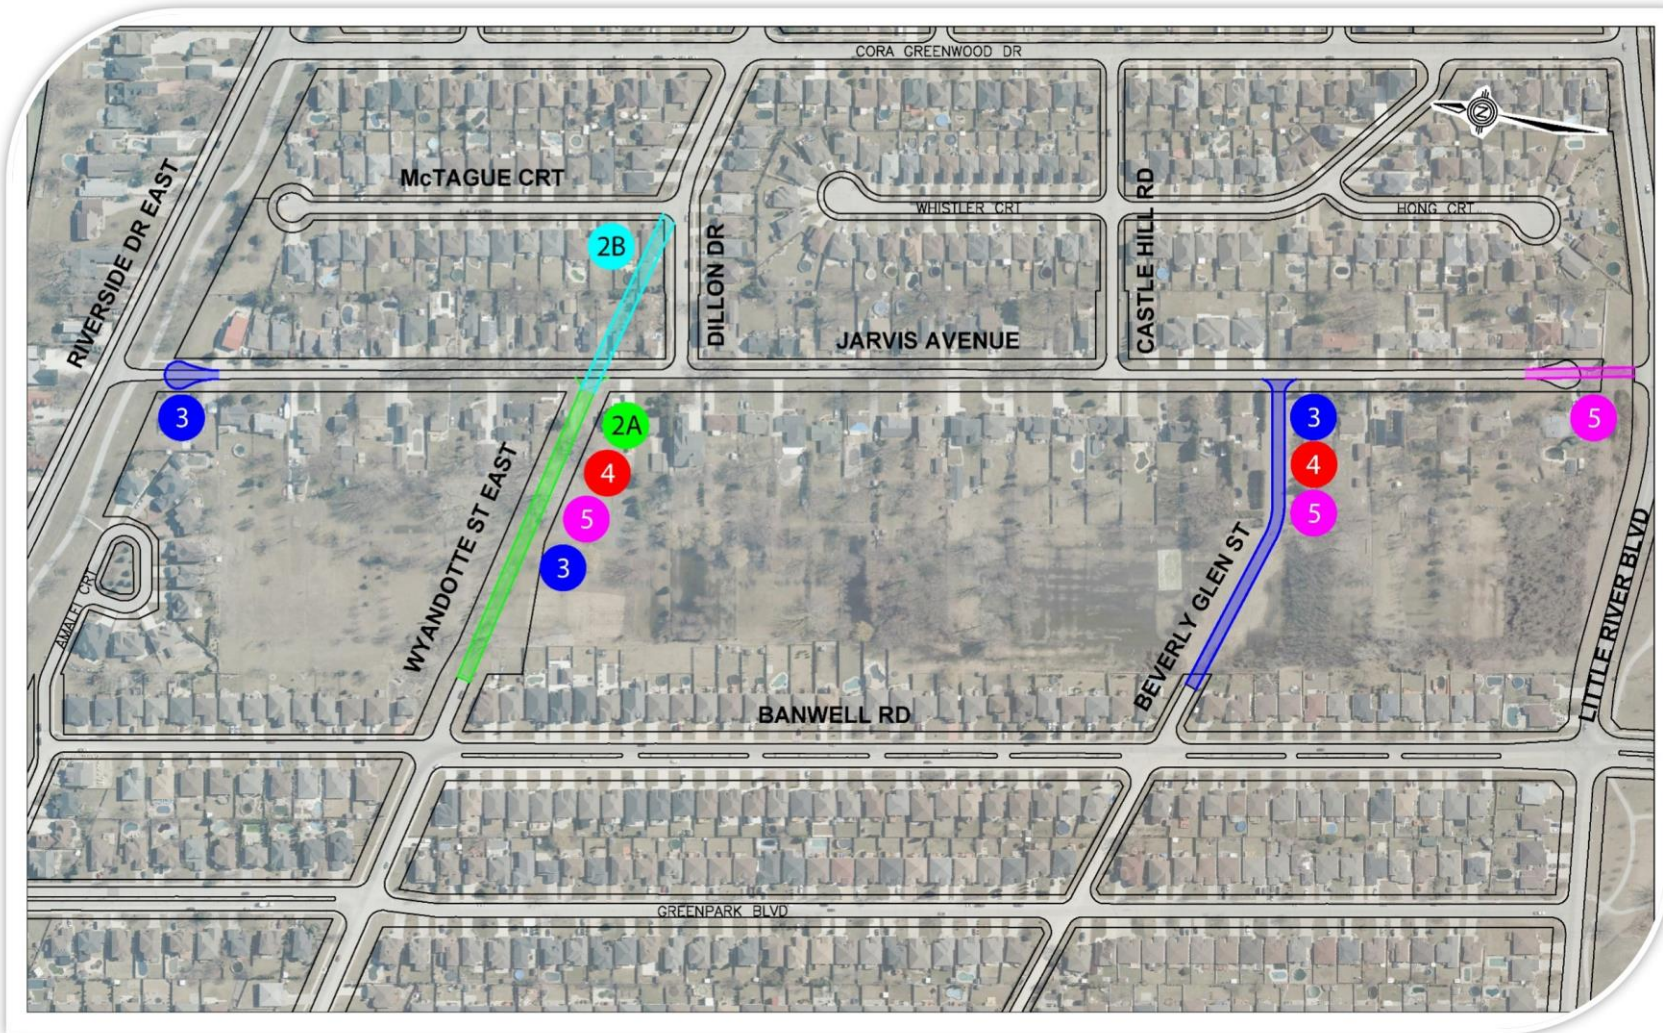 CORA GREENWOOD DR
N
McTAGUE CRT
WHISTLER CRT
HONG CRT
RIVERSIDE DR EAST
2B
DILLON DR
CASTLE HILL RD
JARVIS AVENUE
3
2A
4
5
3
3
4
5
5
WYANDOTTE ST EAST
BEVERLY GLEN ST
LITTLE RIVER BLVD
AMALFI CRT
BANWELL RD
GREENPARK BLVD